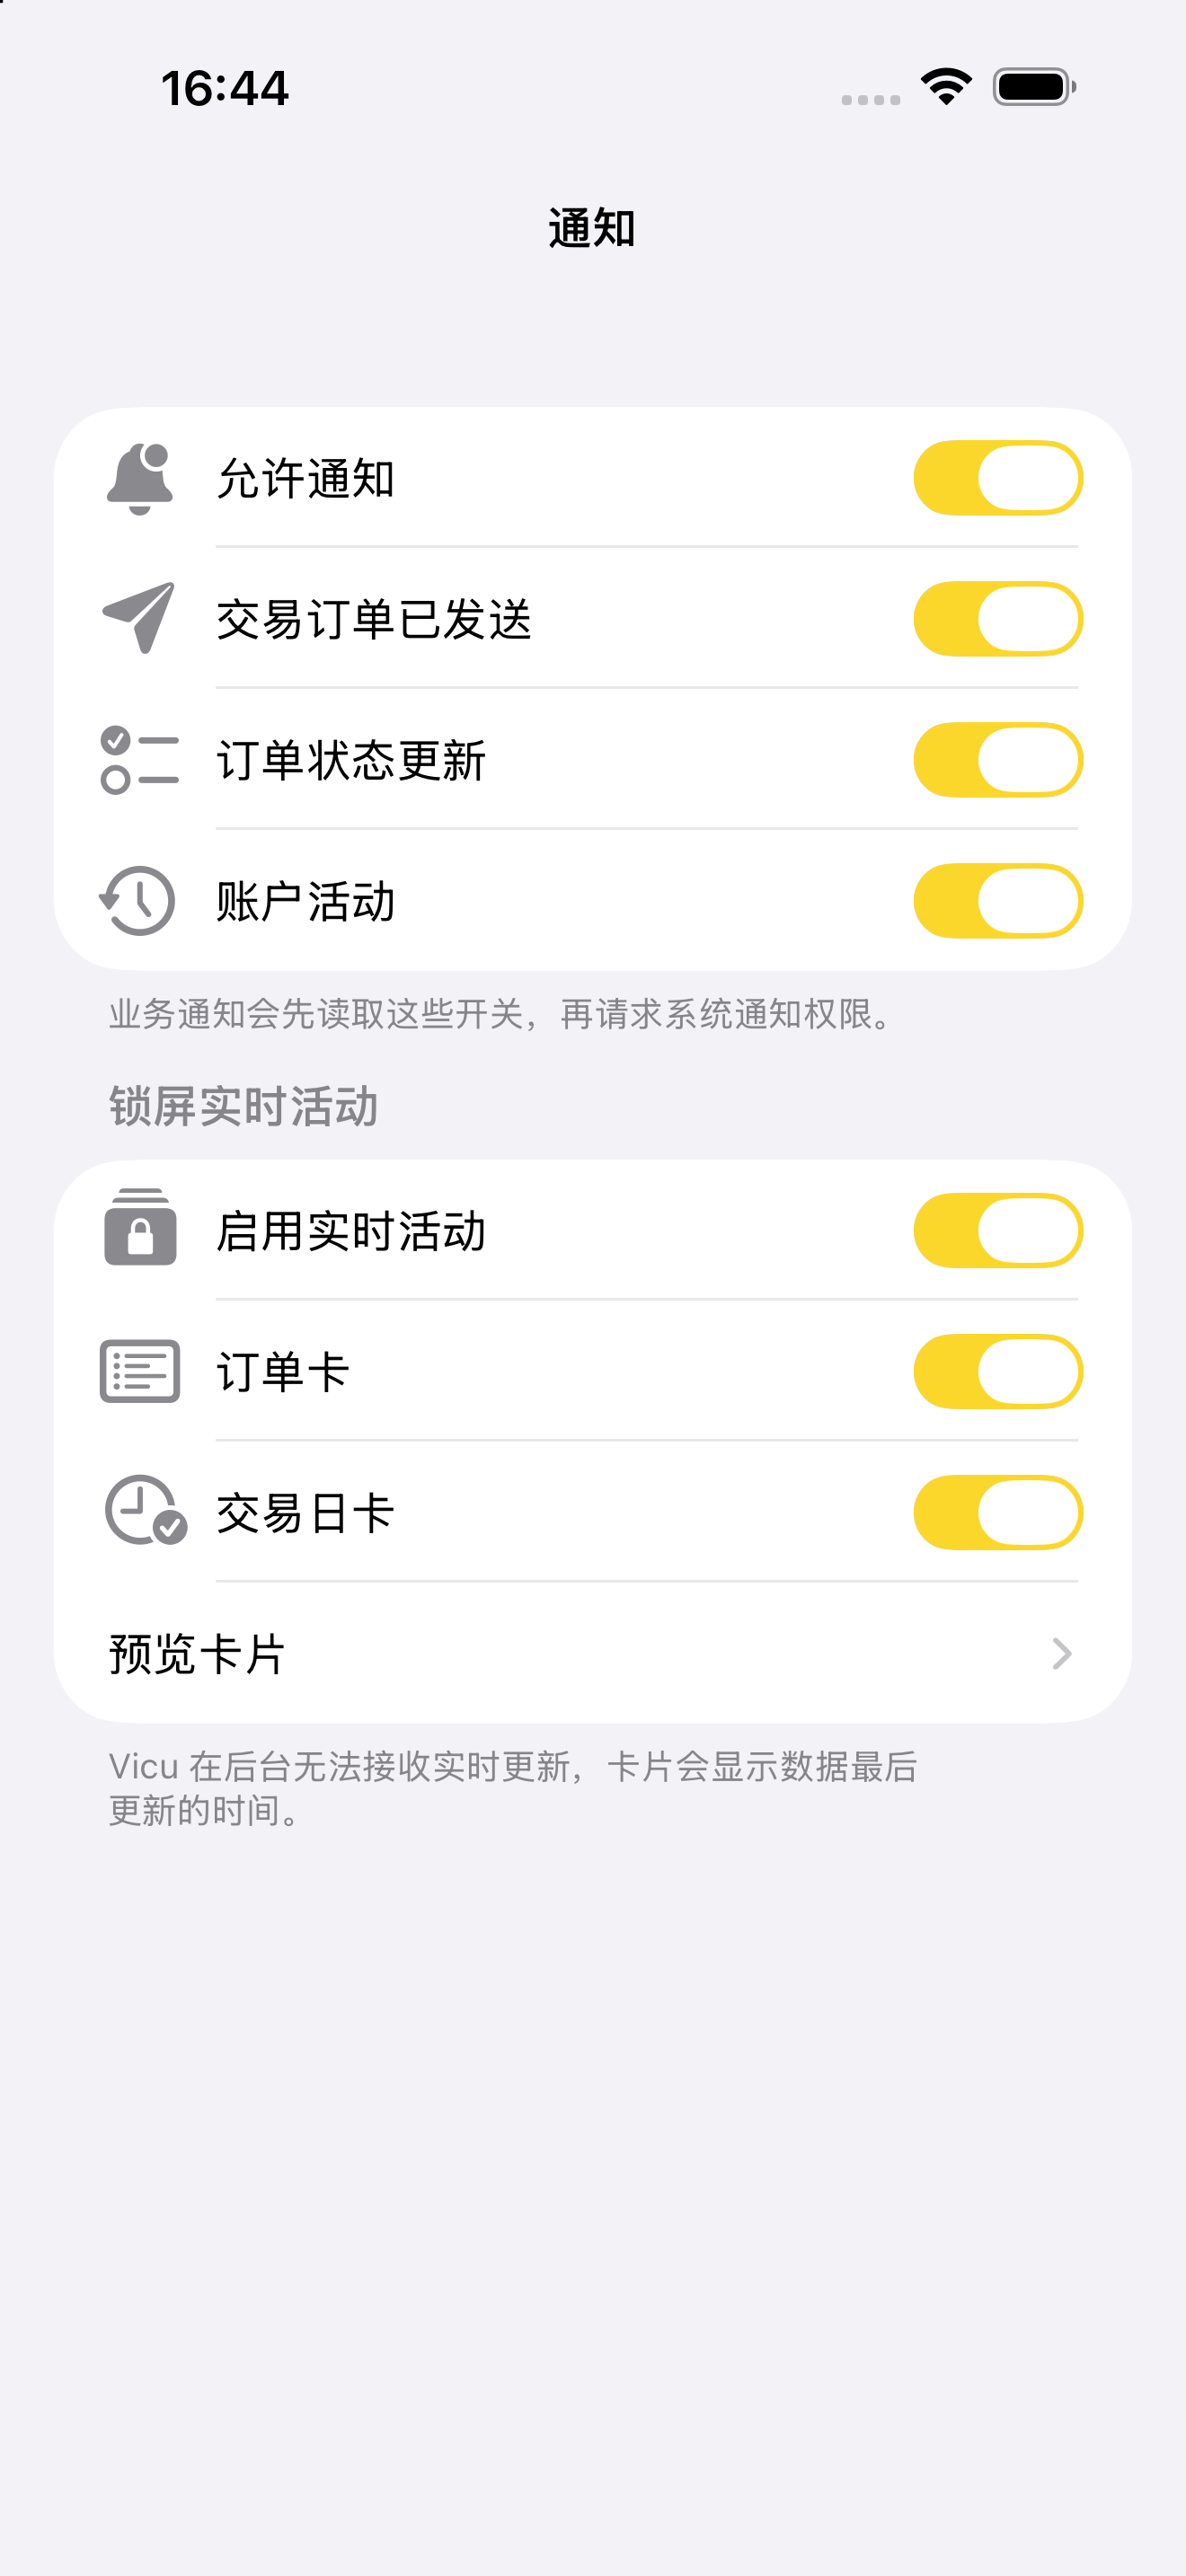 16:44
通知
允许通知
交易订单已发送
订单状态更新
账户活动
业务通知会先读取这些开关，再请求系统通知权限。
锁屏实时活动
启用实时活动
订单卡
交易日卡
预览卡片
Vicu 在后台无法接收实时更新，卡片会显示数据最后
更新的时间。